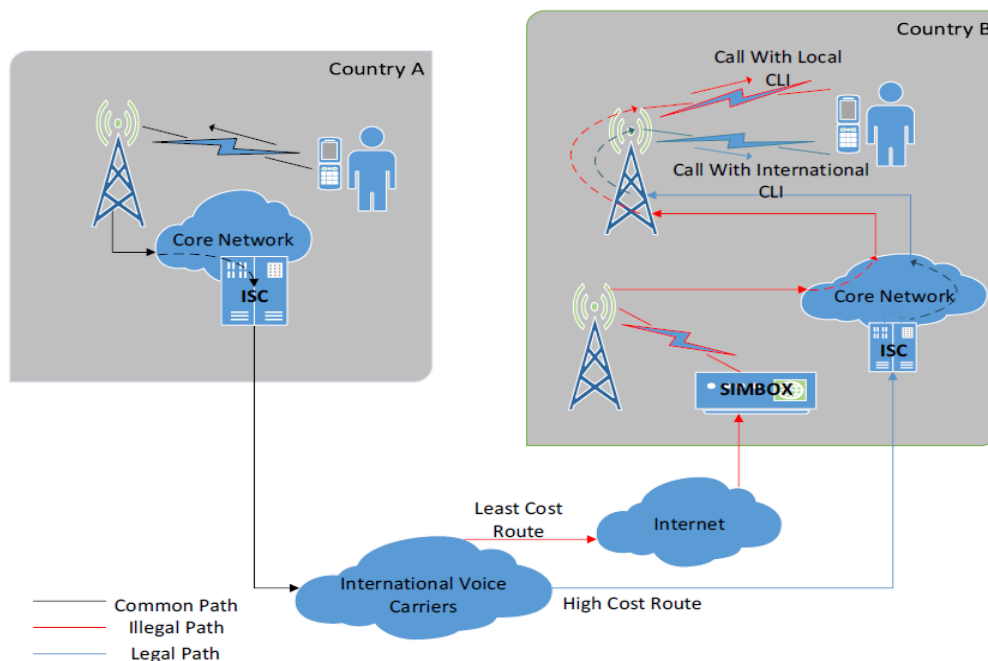 Country A
Core Network
ISC
Country B
Call With Local
CLI
Call With International
CLI
Core Network
ISC
SIMBOX
Least Cost
Route
Internet
International Voice
Carriers
High Cost Route
Common Path
Illegal Path
Legal Path